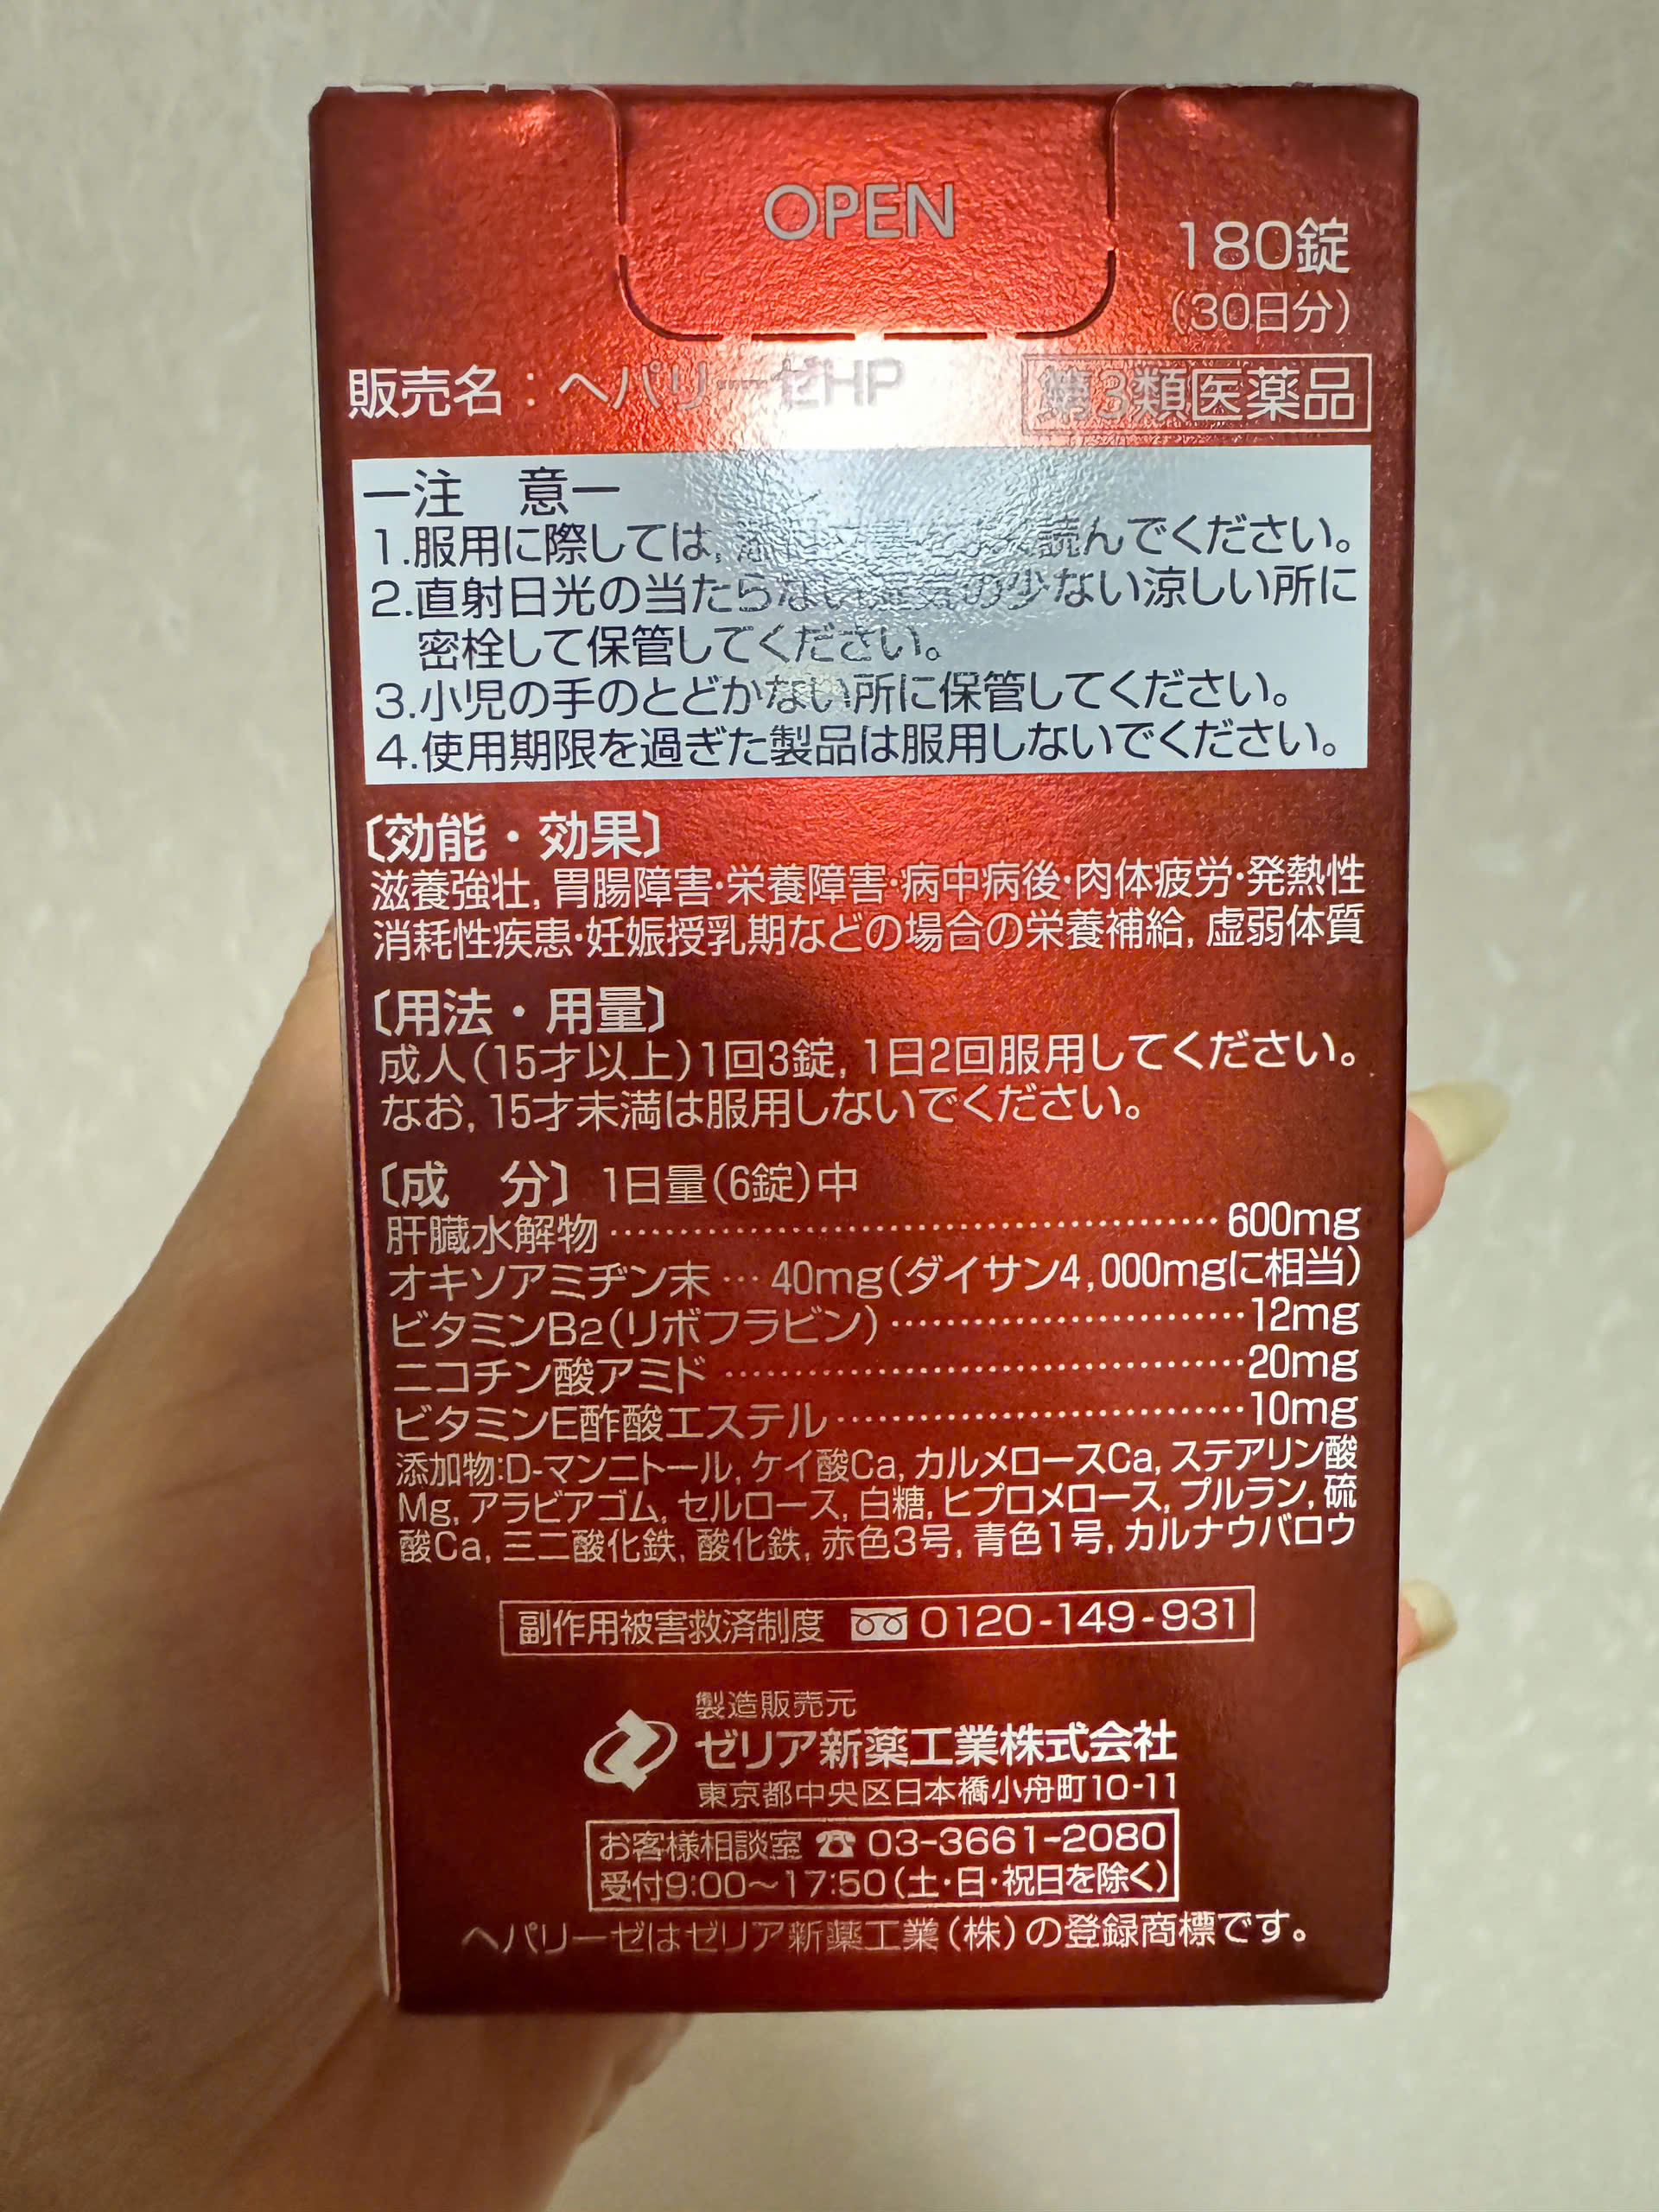 OPEN
180錠
(30日分)
販売名：ヘパリーゼHP
第3類医薬品
ー注　意ー
1.服用に際しては, 読んでください。
2.直射日光の当たらない湿気の少ない涼しい所に
密栓して保管してください。
3.小児の手のとどかない所に保管してください。
4.使用期限を過ぎた製品は服用しないでください。
〔効能・効果〕
滋養強壮, 胃腸障害・栄養障害・病中病後・肉体疲労・発熱性
消耗性疾患・妊娠授乳期などの場合の栄養補給, 虚弱体質
〔用法・用量〕
成人(15才以上)1回3錠, 1日2回服用してください。
なお, 15才未満は服用しないでください。
〔成　分〕1日量(6錠)中
肝臓水解物…………………………………600mg
オキソアミヂン末…40mg(ダイサン4,000mgに相当)
ビタミンB2(リボフラビン)……………………12mg
ニコチン酸アミド……………………………20mg
ビタミンE酢酸エステル………………………10mg
添加物:D-マンニトール, ケイ酸Ca, カルメロースCa, ステアリン酸
Mg, アラビアゴム, セルロース, 白糖, ヒプロメロース, プルラン, 硫
酸Ca, 三二酸化鉄, 酸化鉄, 赤色3号, 青色1号, カルナウバロウ
副作用被害救済制度 0120-149-931
製造販売元
ゼリア新薬工業株式会社
東京都中央区日本橋小舟町10-11
お客様相談室 ☎ 03-3661-2080
受付9:00～17:50(土・日・祝日を除く)
ヘパリーゼはゼリア新薬工業(株)の登録商標です。